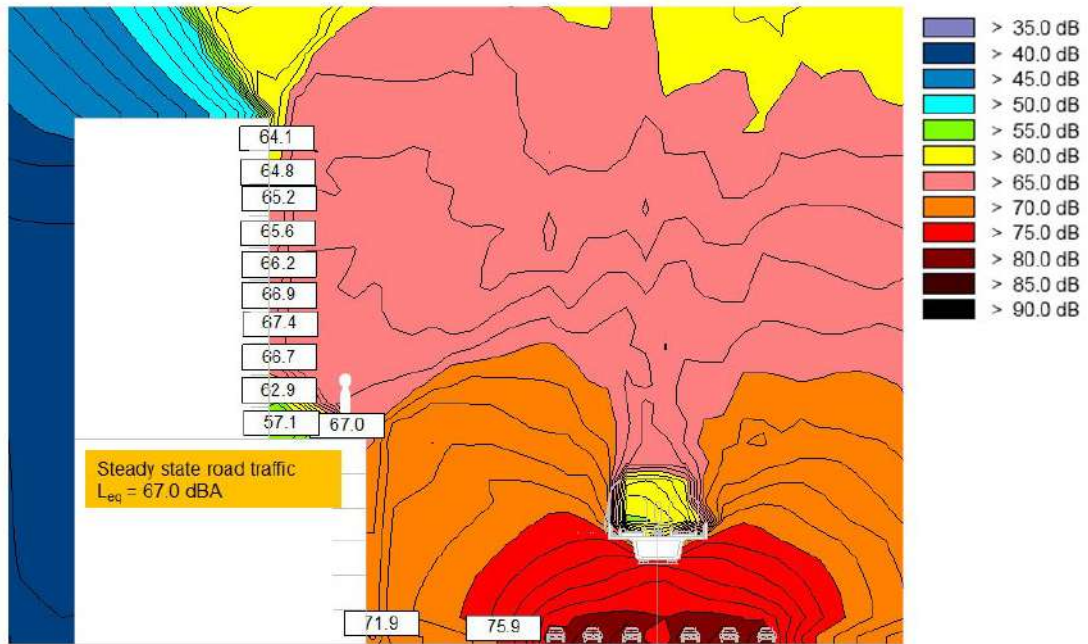 > 35.0 dB
> 40.0 dB
> 45.0 dB
> 50.0 dB
> 55.0 dB
> 60.0 dB
> 65.0 dB
> 70.0 dB
> 75.0 dB
> 80.0 dB
> 85.0 dB
> 90.0 dB
64.1
64.8
65.2
65.6
66.2
66.9
67.4
66.7
62.9
57.1 67.0
Steady state road traffic
Leq = 67.0 dBA
71.9 75.9